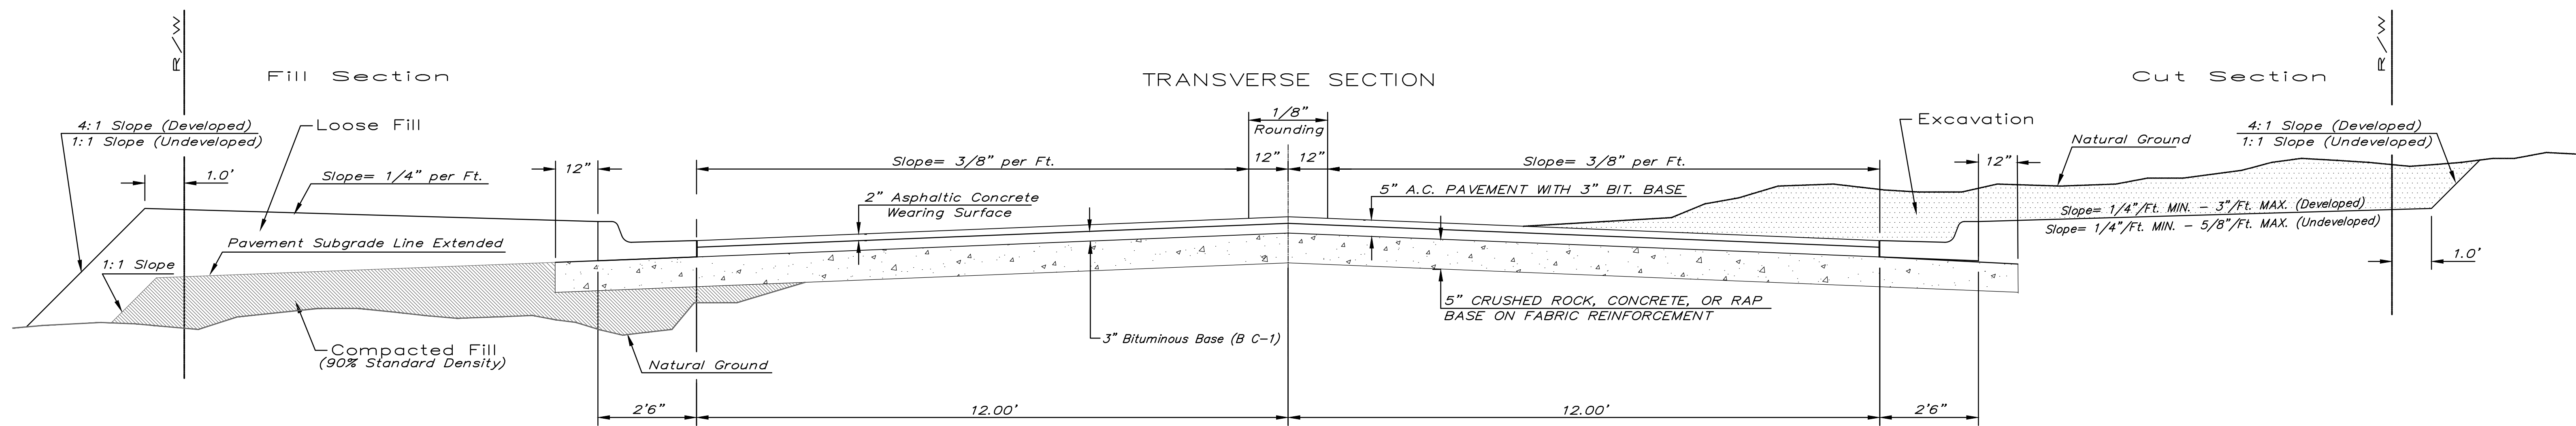 R/W
Fill Section
TRANSVERSE SECTION
Cut Section
R/W
1/8"
Rounding
4:1 Slope (Developed)
1:1 Slope (Undeveloped)
Loose Fill
Excavation
Natural Ground
4:1 Slope (Developed)
1:1 Slope (Undeveloped)
12"
Slope= 3/8" per Ft.
12"
12"
Slope= 3/8" per Ft.
12"
1.0'
Slope= 1/4" per Ft.
2" Asphaltic Concrete
Wearing Surface
5" A.C. PAVEMENT WITH 3" BIT. BASE
Slope= 1/4"/Ft. MIN. - 3"/Ft. MAX. (Developed)
Slope= 1/4"/Ft. MIN. - 5/8"/Ft. MAX. (Undeveloped)
Pavement Subgrade Line Extended
1:1 Slope
1.0'
5" CRUSHED ROCK, CONCRETE, OR RAP
BASE ON FABRIC REINFORCEMENT
3" Bituminous Base (B C-1)
Compacted Fill
(90% Standard Density)
Natural Ground
2'6"
12.00'
12.00'
2'6"